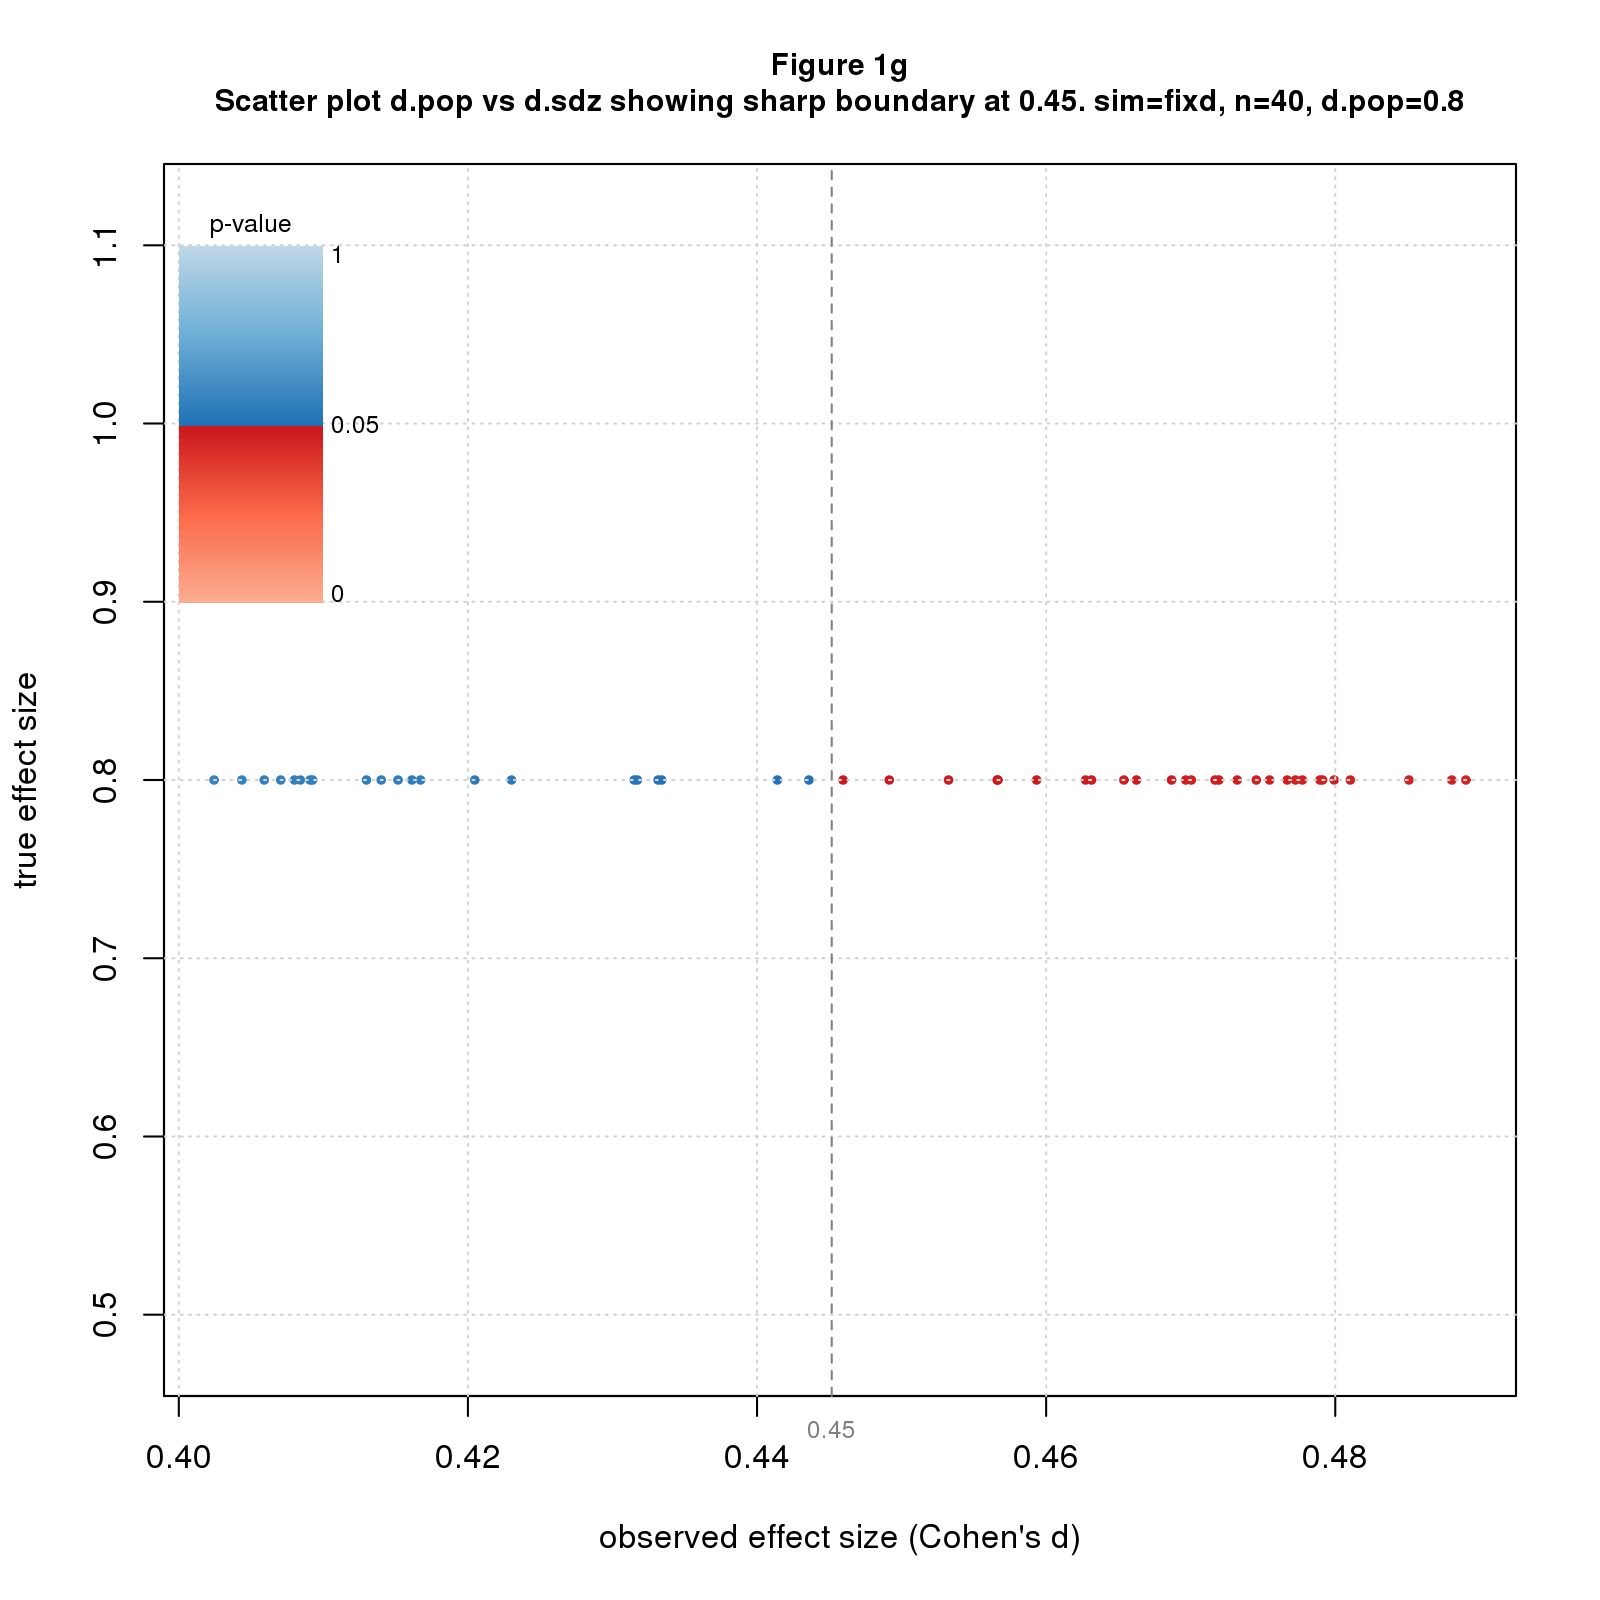 Figure 1g
Scatter plot d.pop vs d.sdz showing sharp boundary at 0.45. sim=fixd, n=40, d.pop=0.8
p-value
1
0.05
0
true effect size
1.1
1.0
0.9
0.8
0.7
0.6
0.5
0.45
0.40 0.42 0.44 0.46 0.48
observed effect size (Cohen's d)